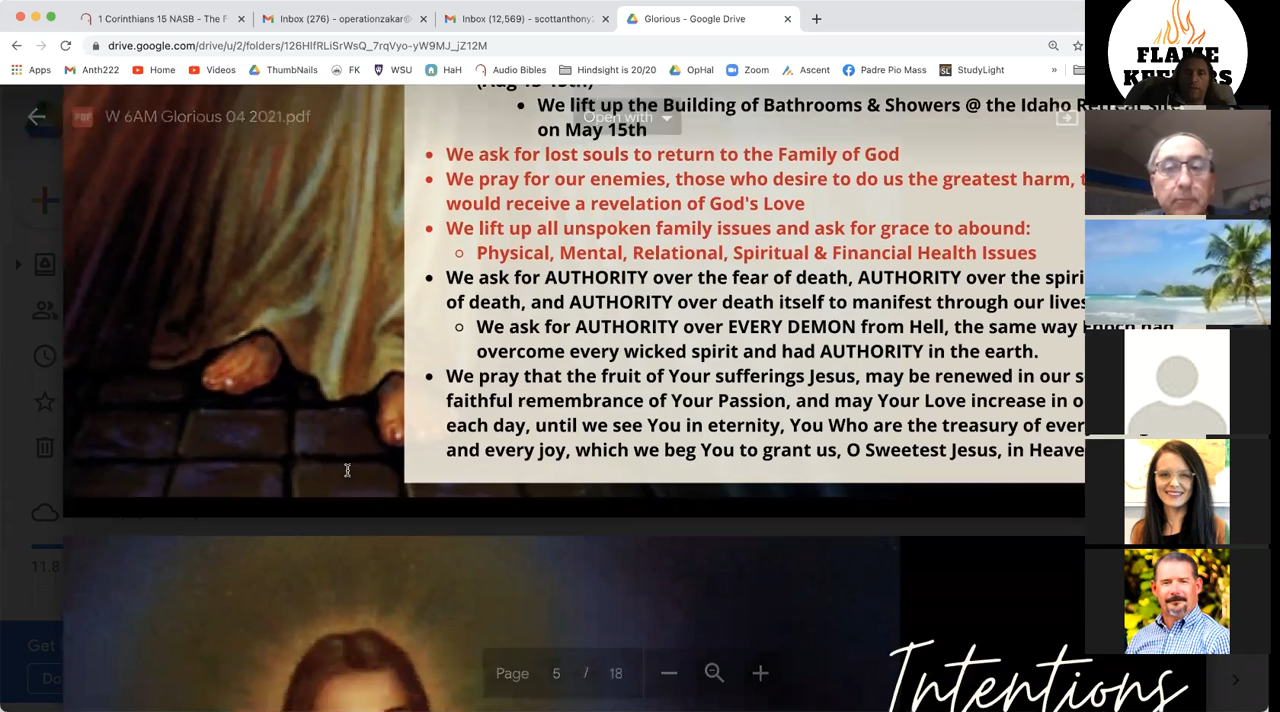 1 Corinthians 15 NASB - The F
Inbox (276) - operationzakar@
Inbox (12,569) - scottanthony
Glorious - Google Drive
drive.google.com/drive/u/2/folders/126HIfRLiSrWsQ_7rqVyo-yW9MJ_jZ12M
Apps Anth222 Home Videos ThumbNails FK WSU HaH Audio Bibles Hindsight is 20/20 OpHal Zoom Ascent Padre Pio Mass StudyLight »
FLAME
W 6AM Glorious 04 2021.pdf
Open with
• We lift up the Building of Bathrooms & Showers @ the Idaho Retreat site
on May 15th
• We ask for lost souls to return to the Family of God
• We pray for our enemies, those who desire to do us the greatest harm,
would receive a revelation of God's Love
• We lift up all unspoken family issues and ask for grace to abound:
○ Physical, Mental, Relational, Spiritual & Financial Health Issues
• We ask for AUTHORITY over the fear of death, AUTHORITY over the spiri
of death, and AUTHORITY over death itself to manifest through our lives
○ We ask for AUTHORITY over EVERY DEMON from Hell, the same way Enoch had
overcome every wicked spirit and had AUTHORITY in the earth.
• We pray that the fruit of Your sufferings Jesus, may be renewed in our s
faithful remembrance of Your Passion, and may Your Love increase in o
each day, until we see You in eternity, You Who are the treasury of ever
and every joy, which we beg You to grant us, O Sweetest Jesus, in Heave
11.8
Get
Do
Page 5 / 18
Intentions